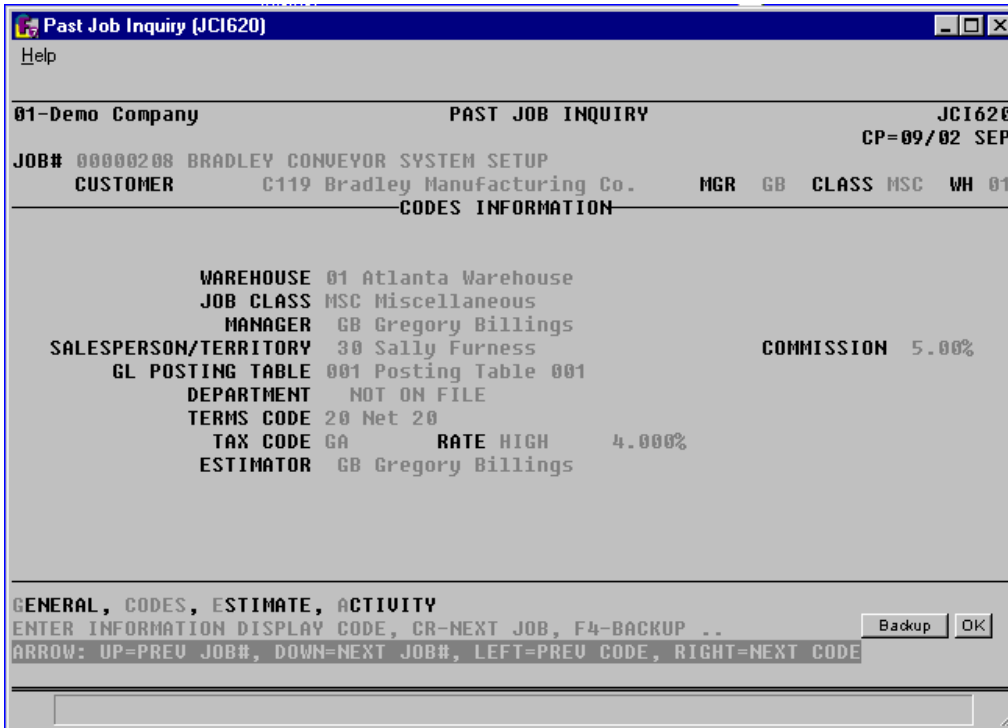 Past Job Inquiry (JCI620)
Help
01-Demo Company PAST JOB INQUIRY JCI620
CP=09/02 SEP
JOB# 00000208 BRADLEY CONVEYOR SYSTEM SETUP
CUSTOMER C119 Bradley Manufacturing Co. MGR GB CLASS MSC WH 01
CODES INFORMATION
WAREHOUSE 01 Atlanta Warehouse
JOB CLASS MSC Miscellaneous
MANAGER GB Gregory Billings
SALESPERSON/TERRITORY 30 Sally Furness COMMISSION 5.00%
GL POSTING TABLE 001 Posting Table 001
DEPARTMENT NOT ON FILE
TERMS CODE 20 Net 20
TAX CODE GA RATE HIGH 4.000%
ESTIMATOR GB Gregory Billings
GENERAL, CODES, ESTIMATE, ACTIVITY
ENTER INFORMATION DISPLAY CODE, CR-NEXT JOB, F4-BACKUP .. Backup OK
ARROW: UP=PREV JOB#, DOWN=NEXT JOB#, LEFT=PREV CODE, RIGHT=NEXT CODE